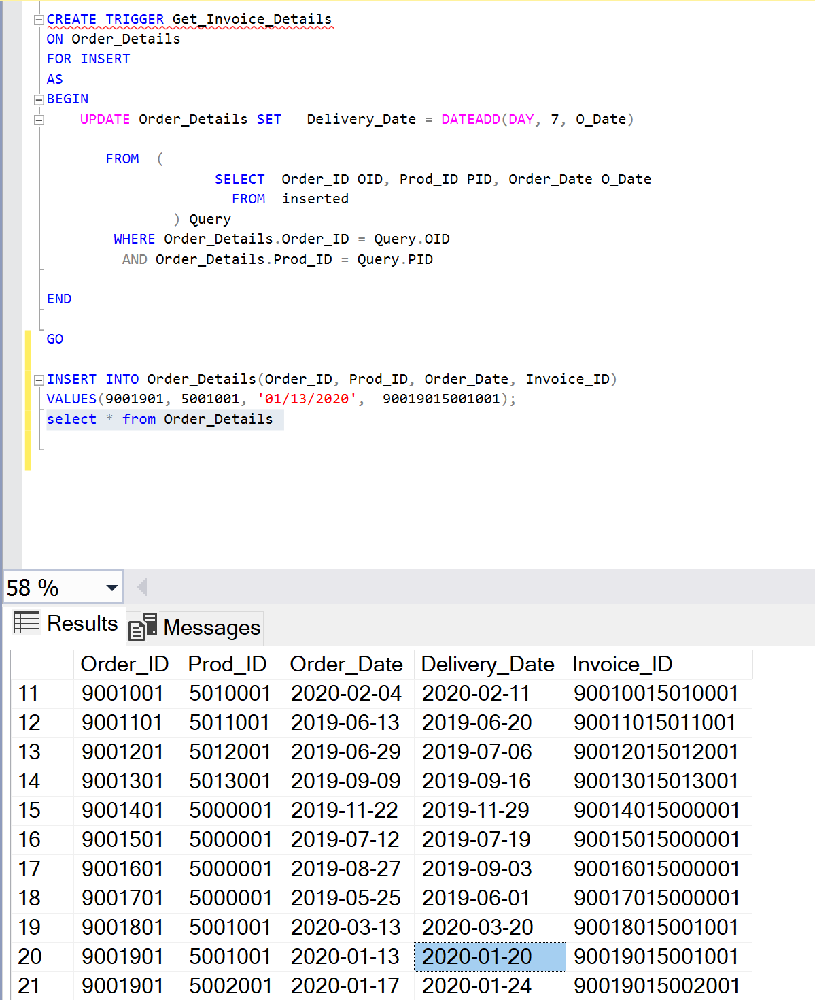 CREATE TRIGGER Get_Invoice_Details
ON Order_Details
FOR INSERT
AS
BEGIN
UPDATE Order_Details SET Delivery_Date = DATEADD(DAY, 7, O_Date)
FROM (
SELECT Order_ID OID, Prod_ID PID, Order_Date O_Date
FROM inserted
) Query
WHERE Order_Details.Order_ID = Query.OID
AND Order_Details.Prod_ID = Query.PID
END
GO
INSERT INTO Order_Details(Order_ID, Prod_ID, Order_Date, Invoice_ID)
VALUES(9001901, 5001001, '01/13/2020', 90019015001001);
select * from Order_Details
58 %
Results Messages
Order_ID Prod_ID Order_Date Delivery_Date Invoice_ID
11 9001001 5010001 2020-02-04 2020-02-11 90010015010001
12 9001101 5011001 2019-06-13 2019-06-20 90011015011001
13 9001201 5012001 2019-06-29 2019-07-06 90012015012001
14 9001301 5013001 2019-09-09 2019-09-16 90013015013001
15 9001401 5000001 2019-11-22 2019-11-29 90014015000001
16 9001501 5000001 2019-07-12 2019-07-19 90015015000001
17 9001601 5000001 2019-08-27 2019-09-03 90016015000001
18 9001701 5000001 2019-05-25 2019-06-01 90017015000001
19 9001801 5001001 2020-03-13 2020-03-20 90018015001001
20 9001901 5001001 2020-01-13 2020-01-20 90019015001001
21 9001901 5002001 2020-01-17 2020-01-24 90019015002001